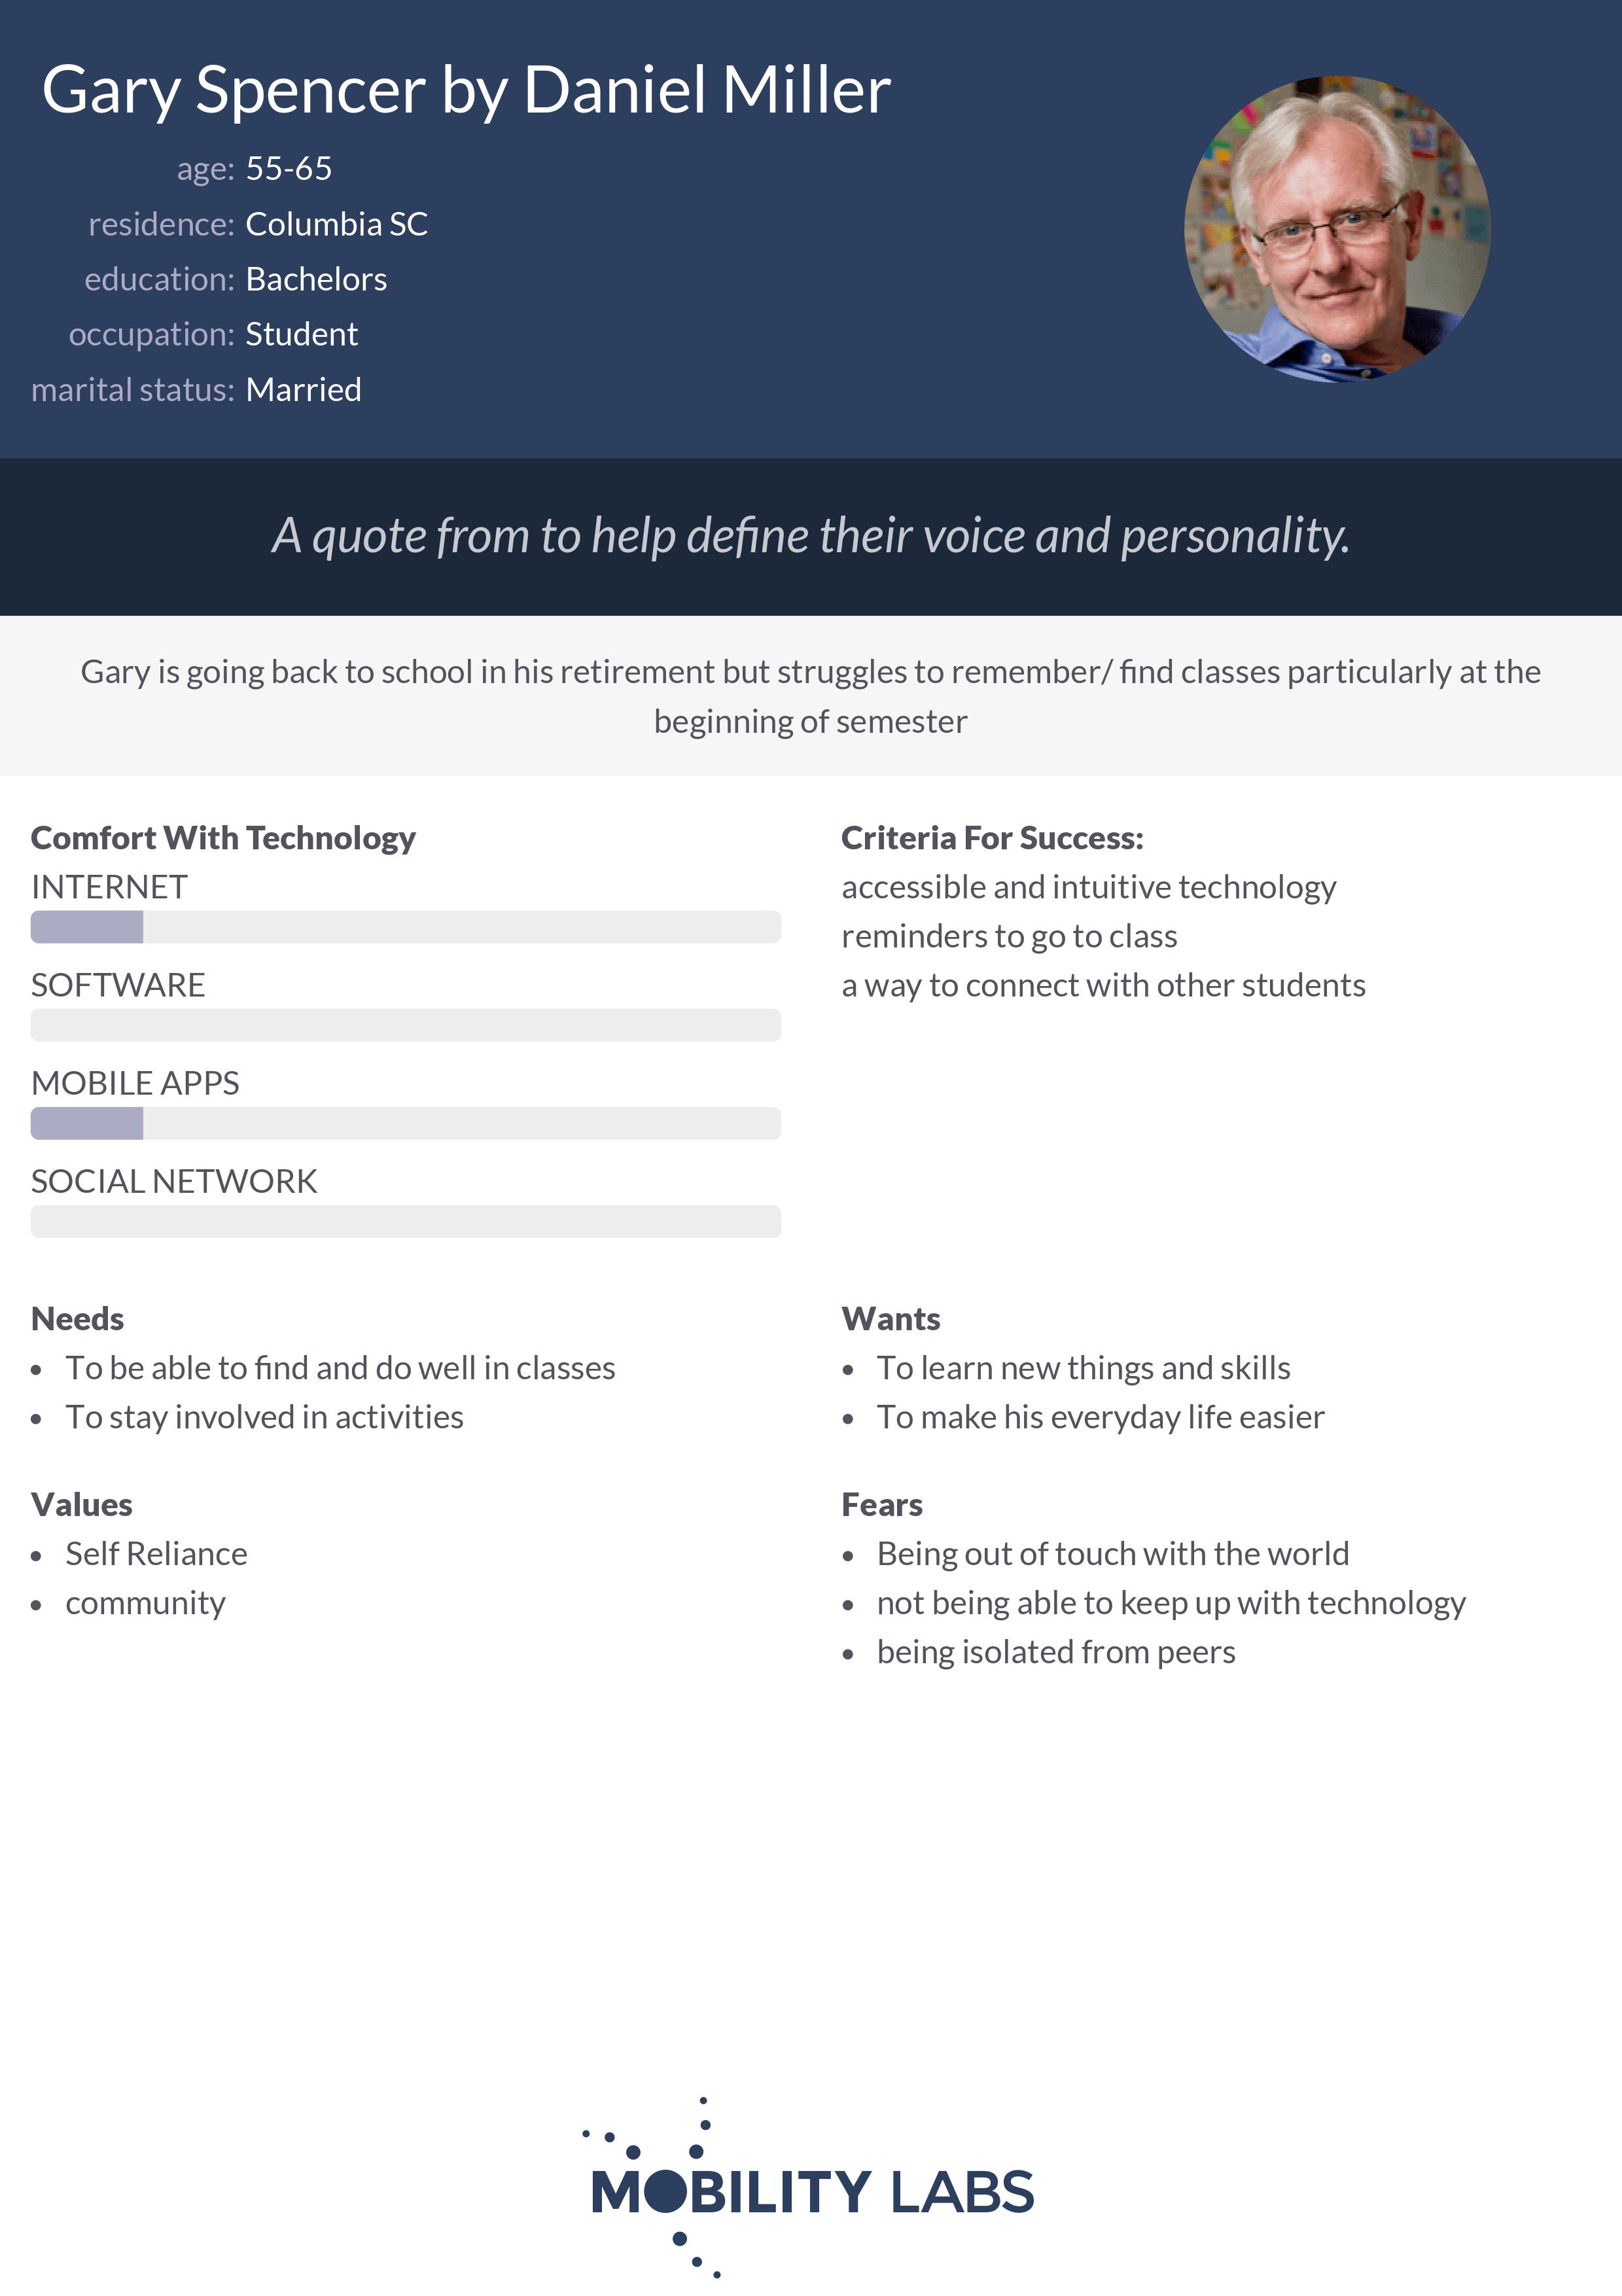 Gary Spencer by Daniel Miller
age: 55-65
residence: Columbia SC
education: Bachelors
occupation: Student
marital status: Married
A quote from to help define their voice and personality.
Gary is going back to school in his retirement but struggles to remember/ find classes particularly at the
beginning of semester
Comfort With Technology
INTERNET
SOFTWARE
MOBILE APPS
SOCIAL NETWORK
Criteria For Success:
accessible and intuitive technology
reminders to go to class
a way to connect with other students
Needs
• To be able to find and do well in classes
• To stay involved in activities
Wants
• To learn new things and skills
• To make his everyday life easier
Values
• Self Reliance
• community
Fears
• Being out of touch with the world
• not being able to keep up with technology
• being isolated from peers
MOBILITY LABS